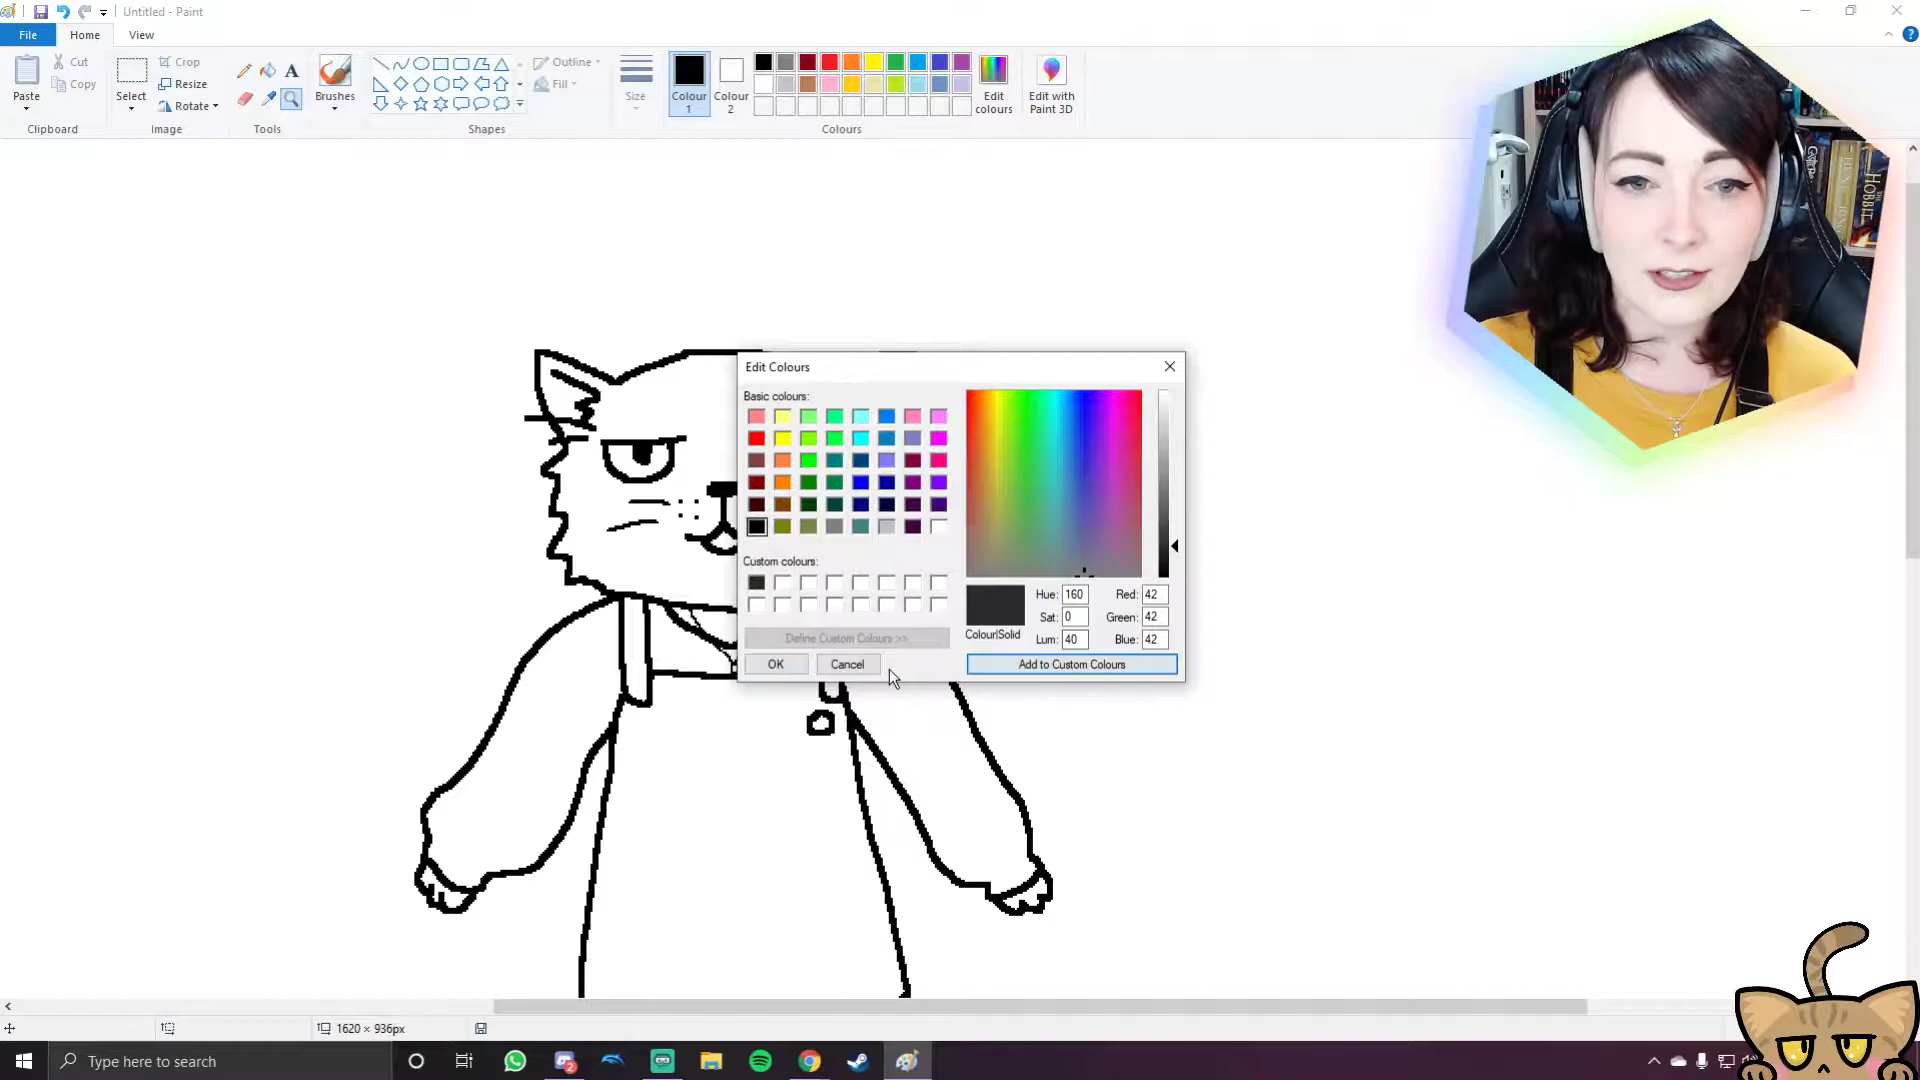 Untitled - Paint
File
Home
View
Paste
Cut
Copy
Clipboard
Select
Crop
Resize
Rotate
Image
A
Tools
Brushes
Shapes
Outline
Fill
Size
Colour 1
Colour 2
Edit colours
Colours
Edit with Paint 3D
Edit Colours
Basic colours:
Custom colours:
Define Custom Colours >>
OK
Cancel
Colour|Solid
Hue: 160
Sat: 0
Lum: 40
Red: 42
Green: 42
Blue: 42
Add to Custom Colours
1620 × 936px
Type here to search
2
THE HOBBIT